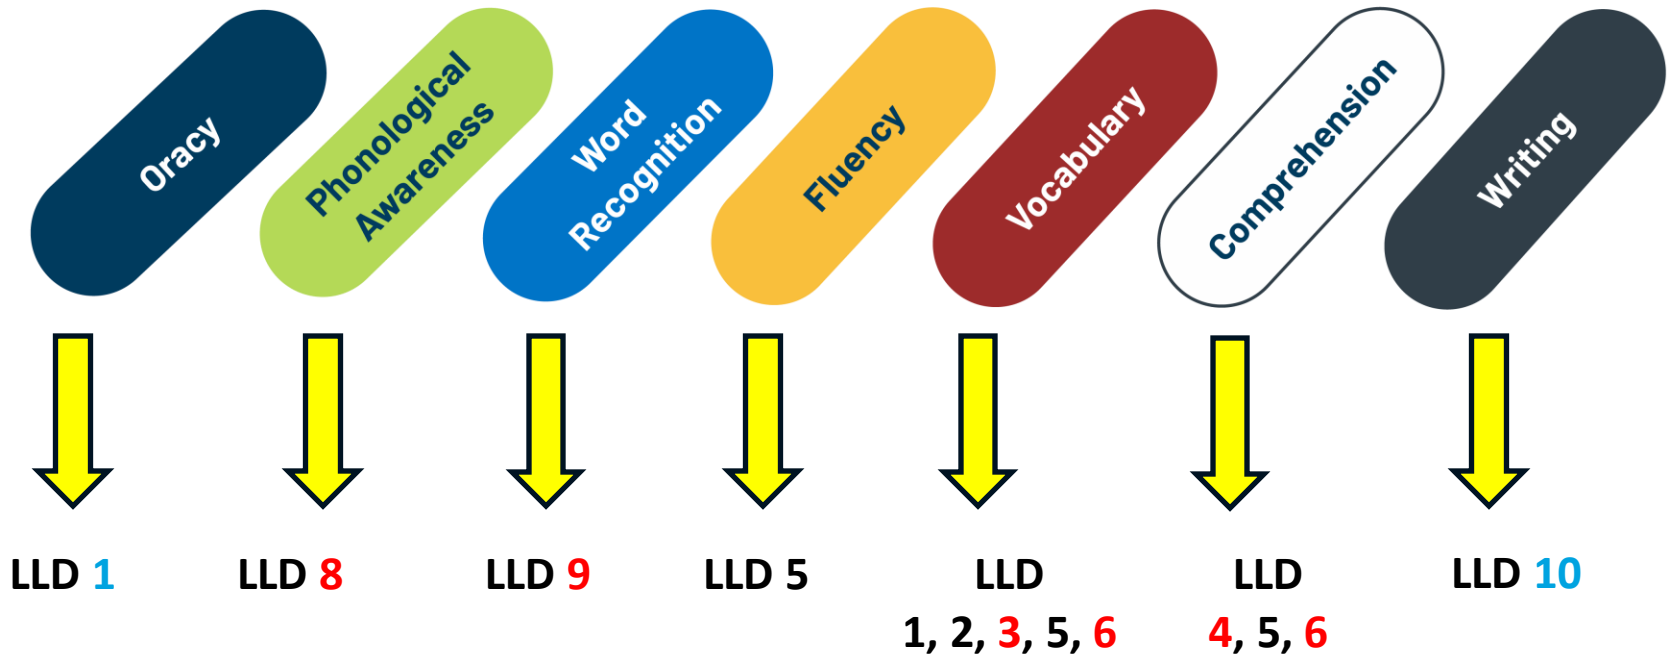 Oracy
Phonological
Awareness
Word
Recognition
Fluency
Vocabulary
Comprehension
Writing
LLD 1
LLD 8
LLD 9
LLD 5
LLD
1, 2, 3, 5, 6
LLD
4, 5, 6
LLD 10